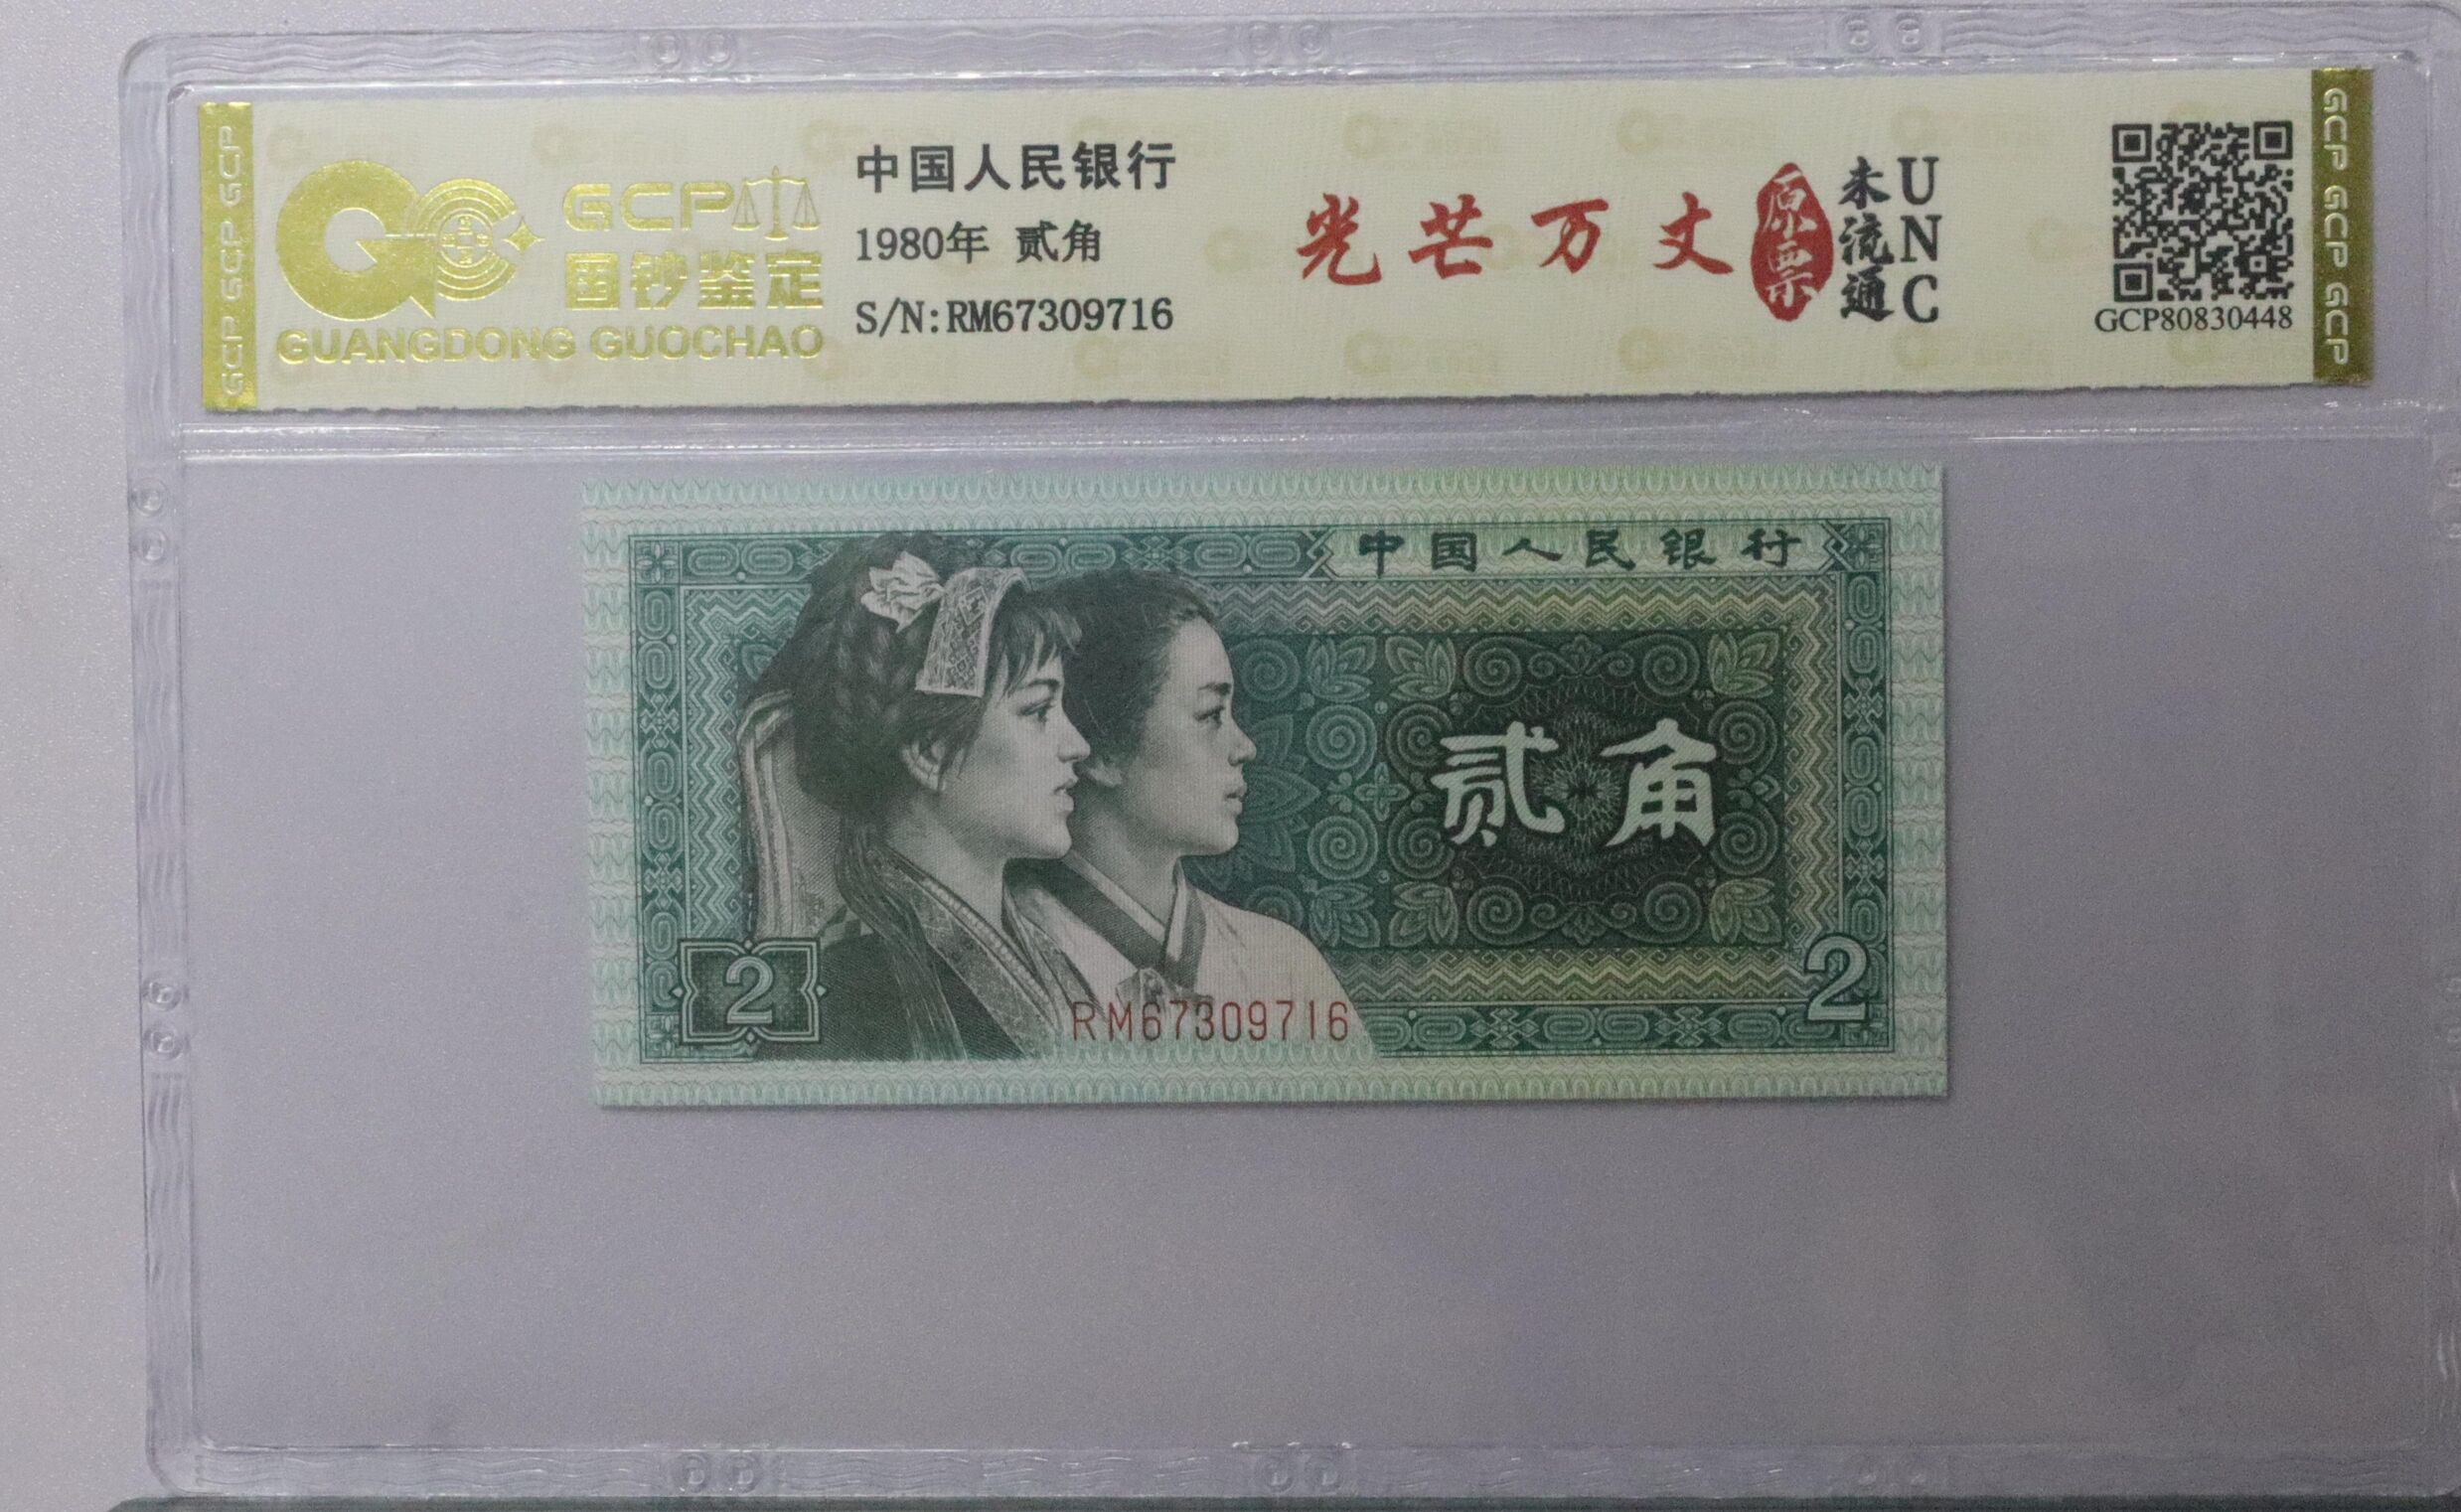 GCP GCP GCP
GCP
国钞鉴定
GUANGDONG GUOCHAO
中国人民银行
1980年 贰角
S/N:RM67309716
光芒万丈
原票
未流通
UNC
GCP80830448
GCP GCP GCP
中国人民银行
贰角
2
RM67309716
2